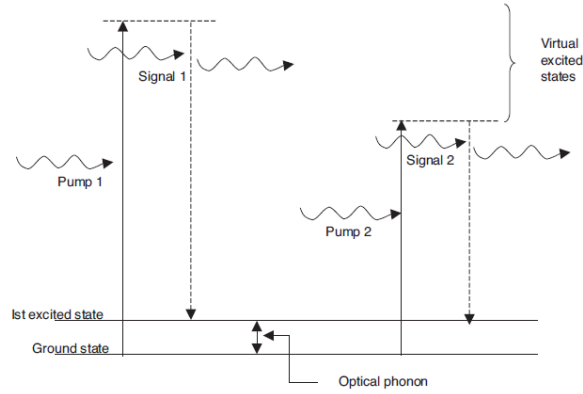 Virtual
excited
states
Signal 1
Signal 2
Pump 1
Pump 2
Ist excited state
Ground state
Optical phonon